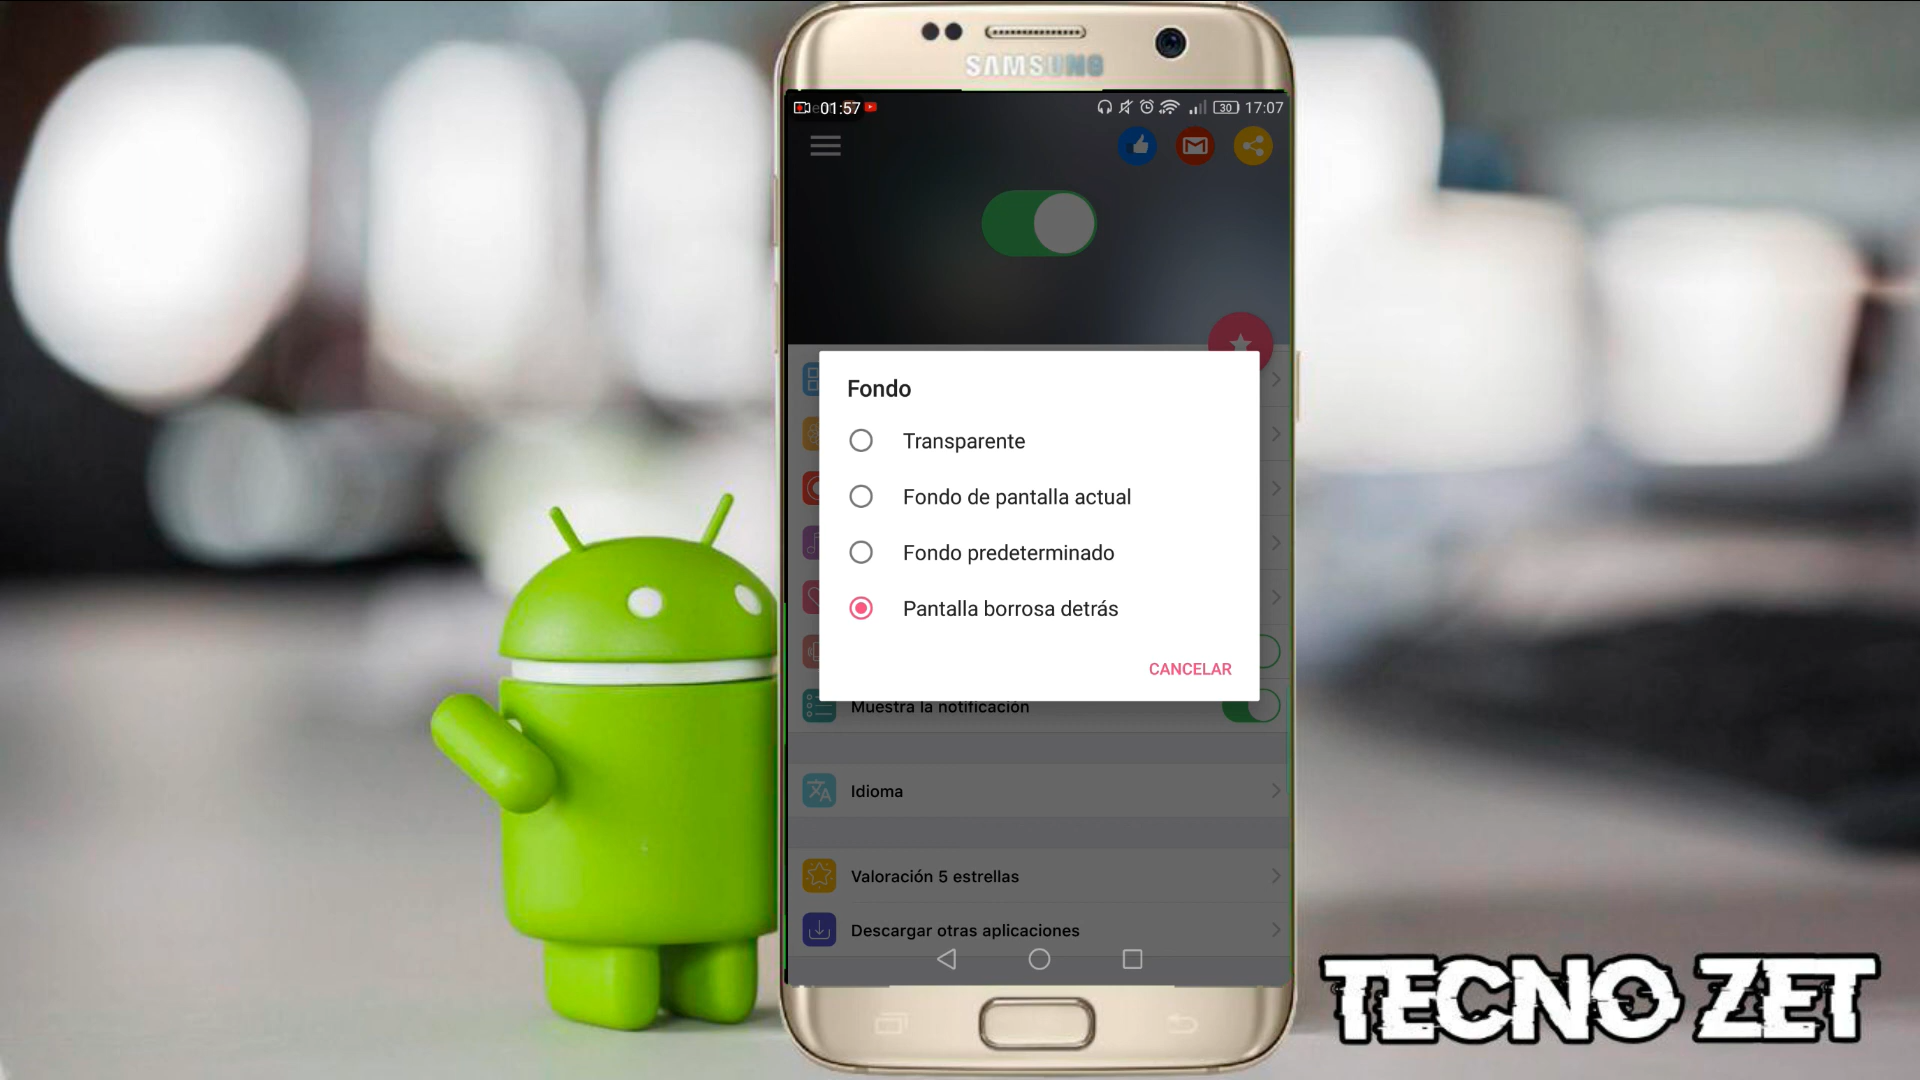 SAMSUNG
01:57
30 17:07
Fondo
Transparente
Fondo de pantalla actual
Fondo predeterminado
Pantalla borrosa detrás
CANCELAR
Muestra la notificación
Idioma
Valoración 5 estrellas
Descargar otras aplicaciones
TECNO ZET